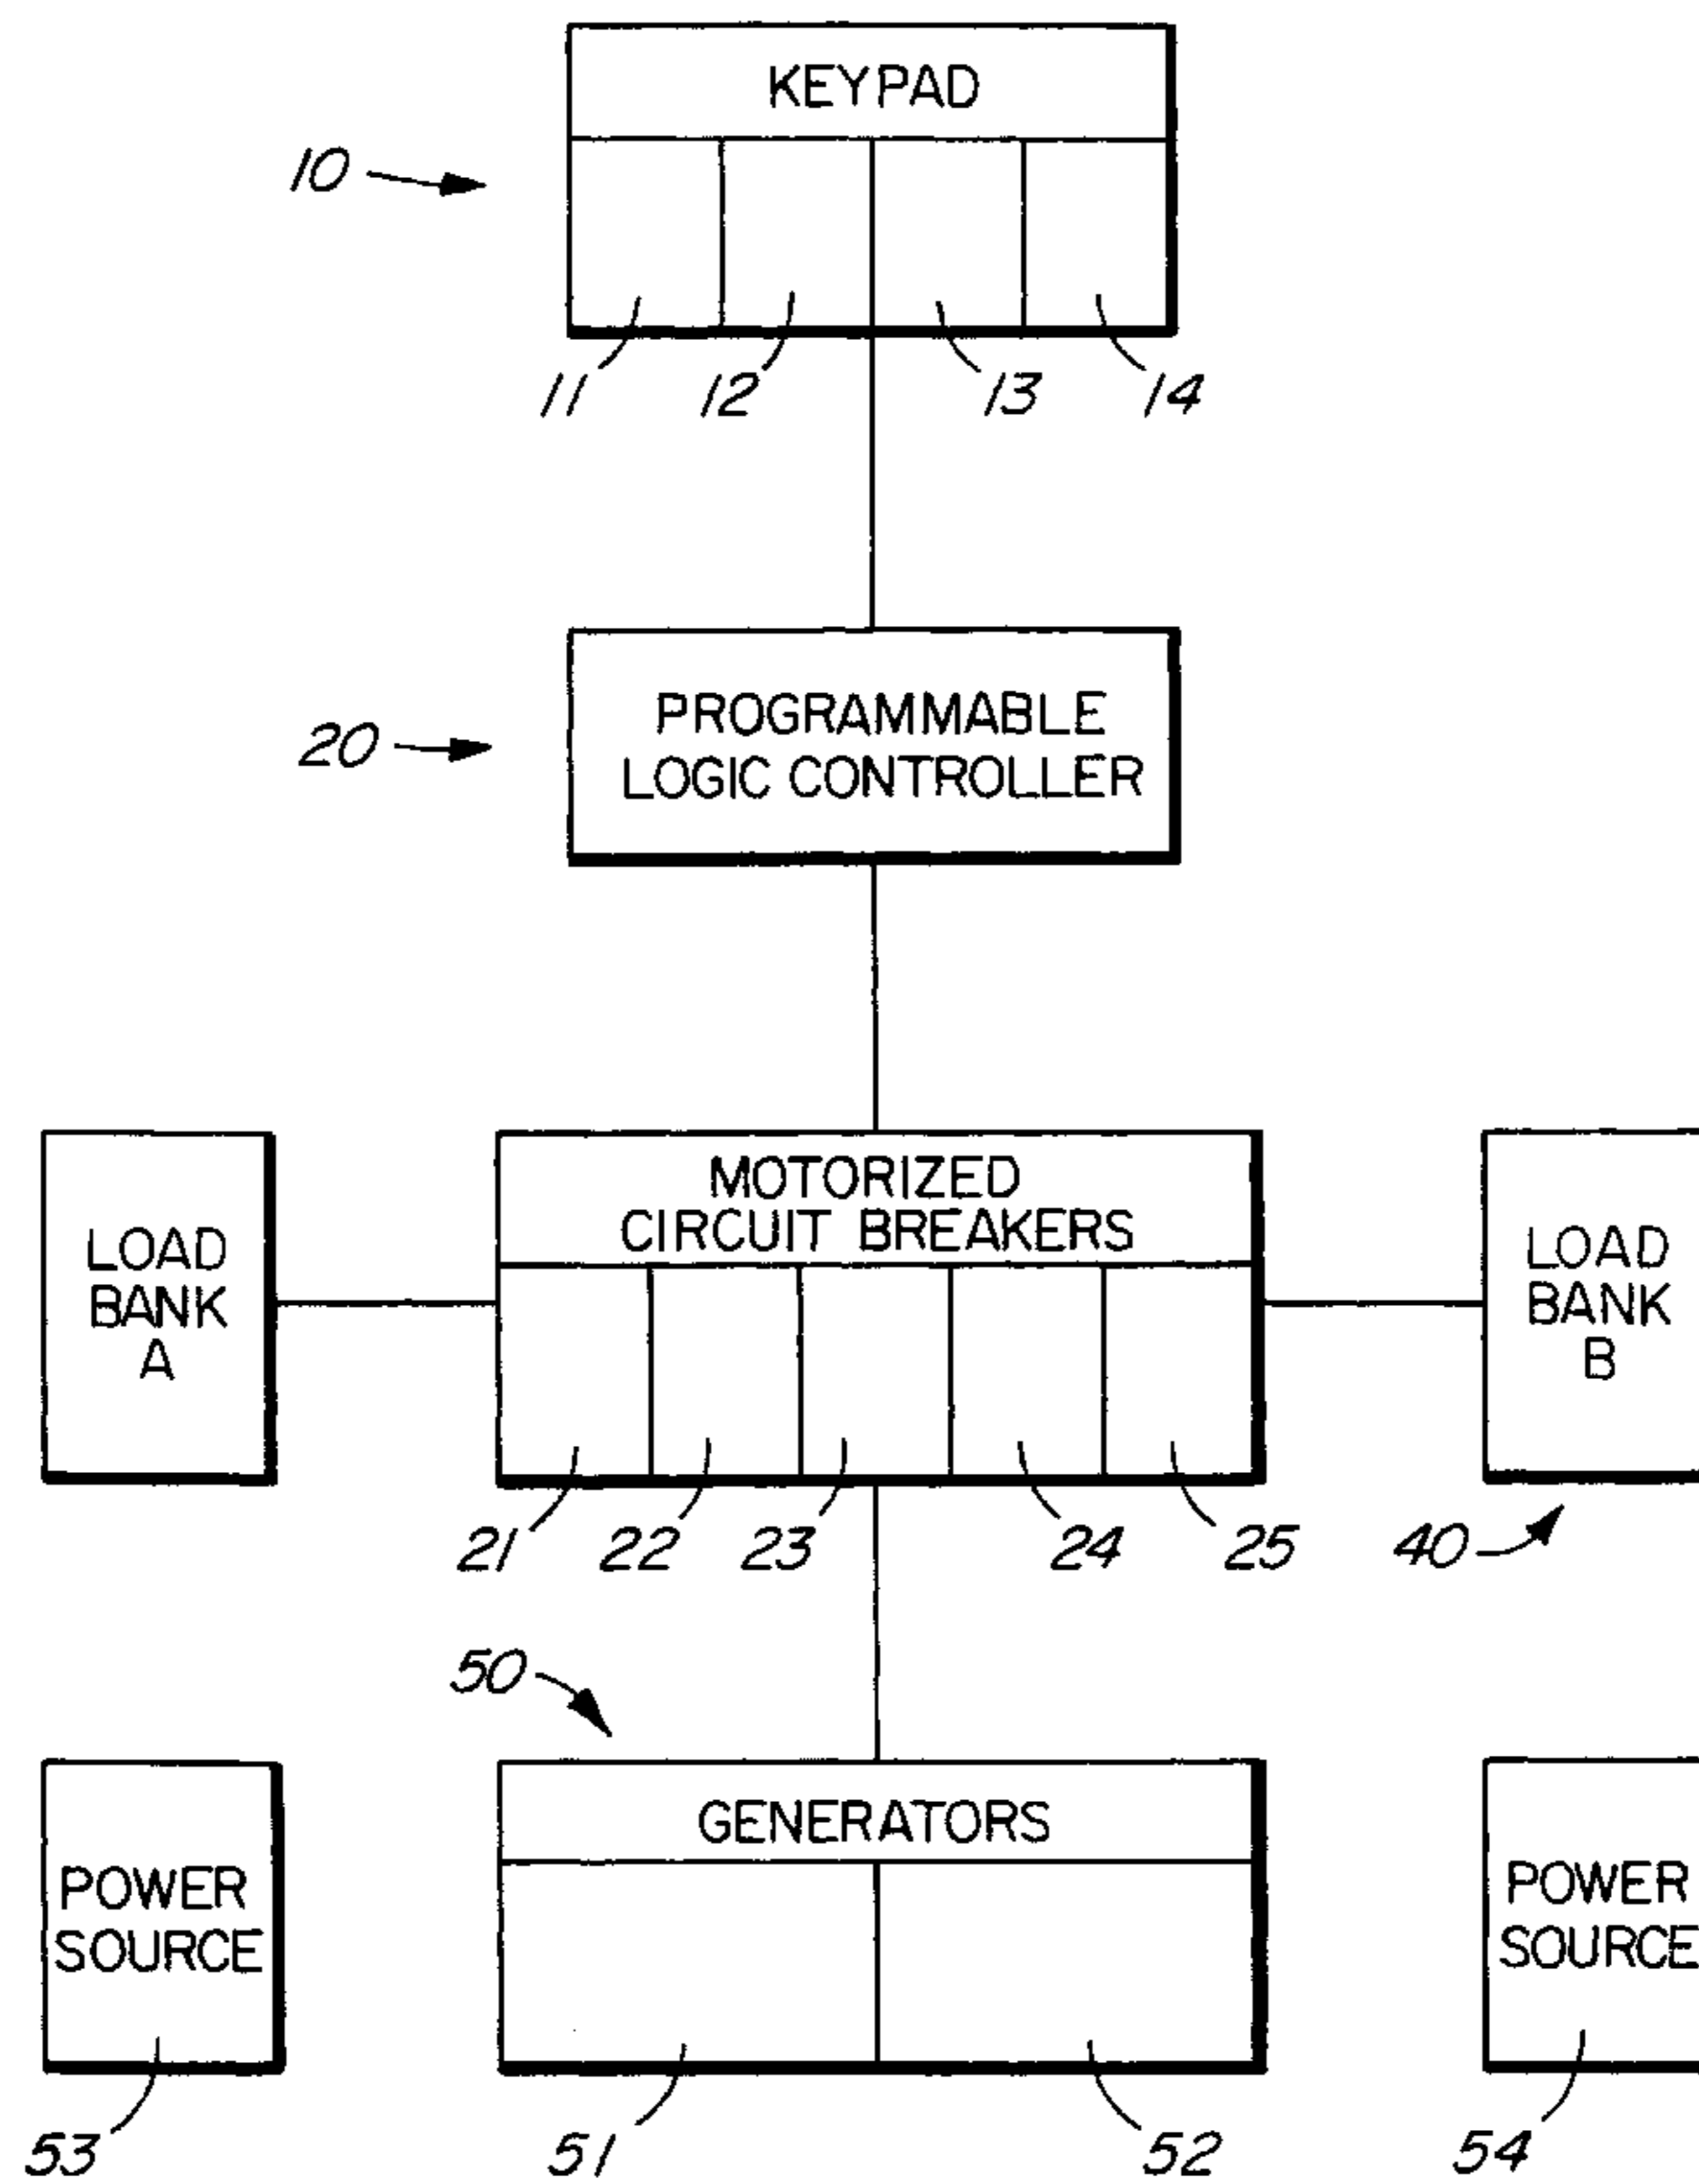 KEYPAD
10
11 12 13 14
20
PROGRAMMABLE
LOGIC CONTROLLER
LOAD
BANK
A
MOTORIZED
CIRCUIT BREAKERS
LOAD
BANK
B
21 22 23 24 25 40
50
POWER
SOURCE
GENERATORS
POWER
SOURCE
53 51 52 54